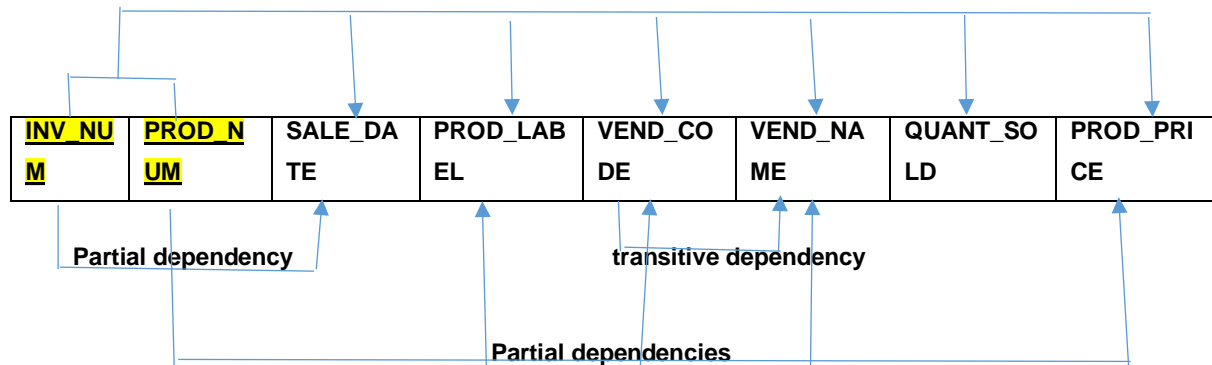 INV_NU PROD_N SALE_DA PROD_LAB VEND_CO VEND_NA QUANT_SO PROD_PRI
M UM TE EL DE ME LD CE
Partial dependency transitive dependency
Partial dependencies